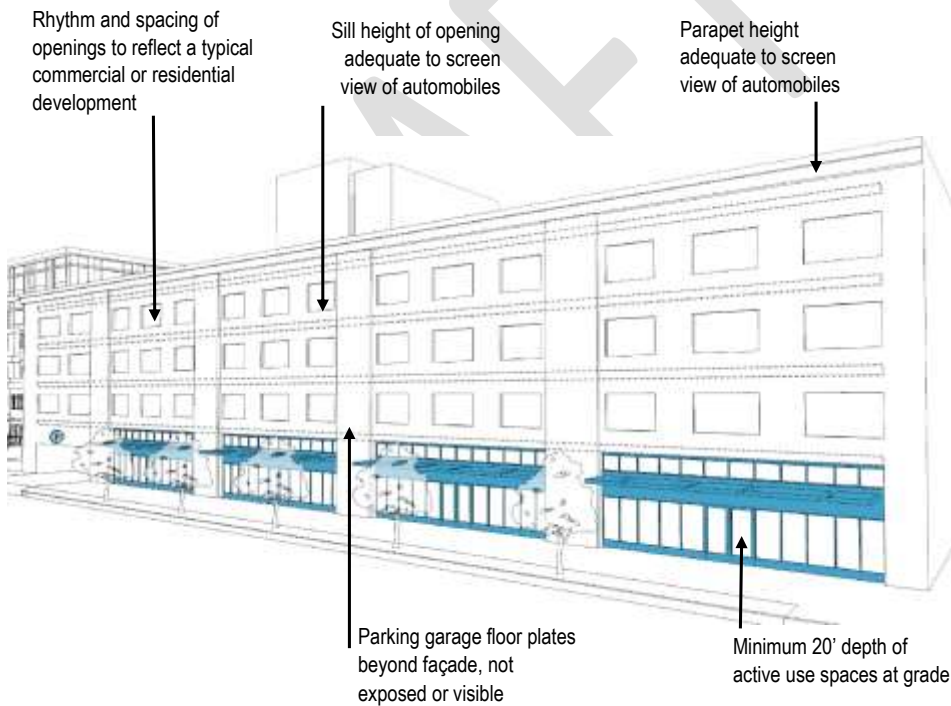 Rhythm and spacing of
openings to reflect a typical
commercial or residential
development
Sill height of opening
adequate to screen
view of automobiles
Parapet height
adequate to screen
view of automobiles
Parking garage floor plates
beyond façade, not
exposed or visible
Minimum 20’ depth of
active use spaces at grade